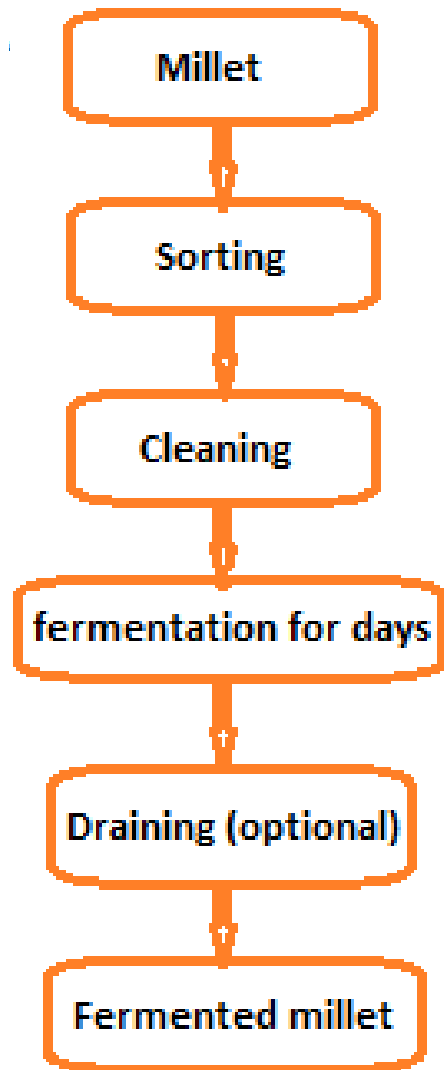 Millet
Sorting
Cleaning
fermentation for days
Draining (optional)
Fermented millet